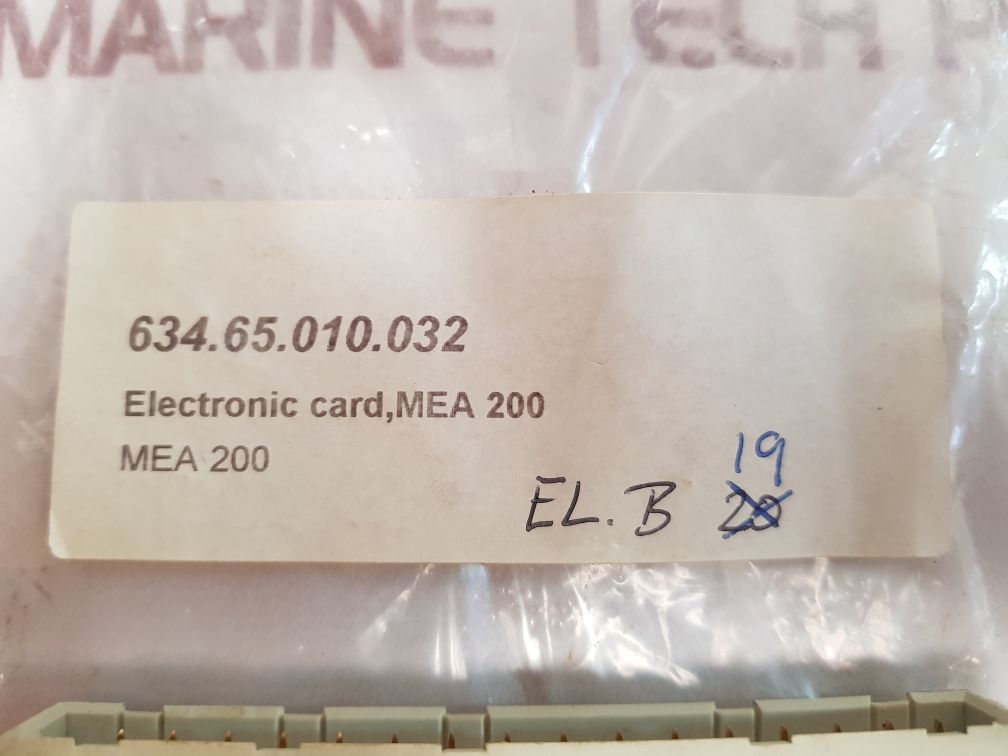 MARINE TECH
634.65.010.032
Electronic card,MEA 200
MEA 200
19
EL. B 20